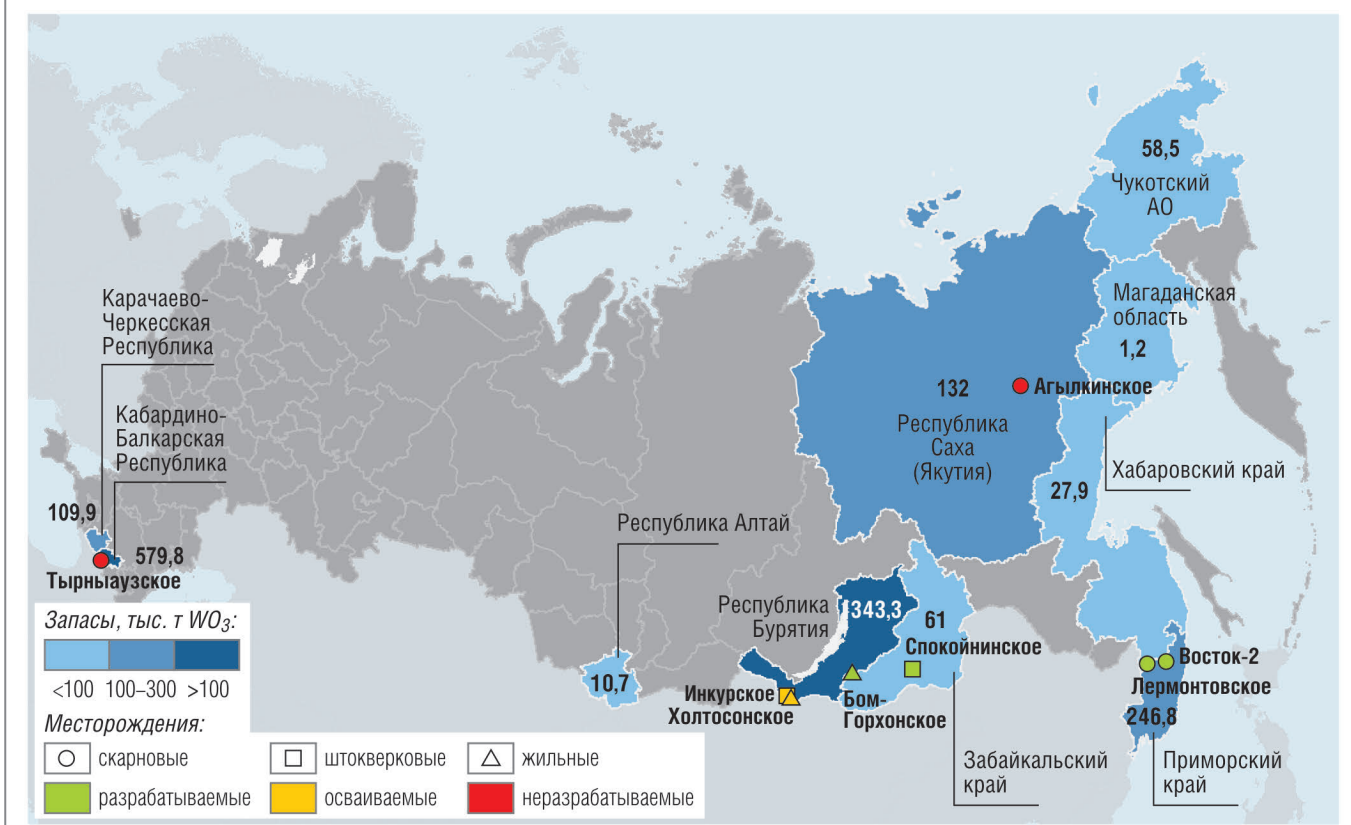 58,5
Чукотский
АО
Карачаево-
Черкесская
Республика
Магаданская
область
1,2
132
Агылкинское
Кабардино-
Балкарская
Республика
Республика
Саха
(Якутия)
Хабаровский край
27,9
109,9
579,8
Тырныаузское
Республика Алтай
Республика
Бурятия
343,3
61
Спокойнинское
10,7
Инкурское
Холтосонское
Бом-
Горхонское
Восток-2
Лермонтовское
246,8
Забайкальский
край
Приморский
край
Запасы, тыс. т WO₃:
<100 100–300 >100
Месторождения:
скарновые штокверковые жильные
разрабатываемые осваиваемые неразрабатываемые